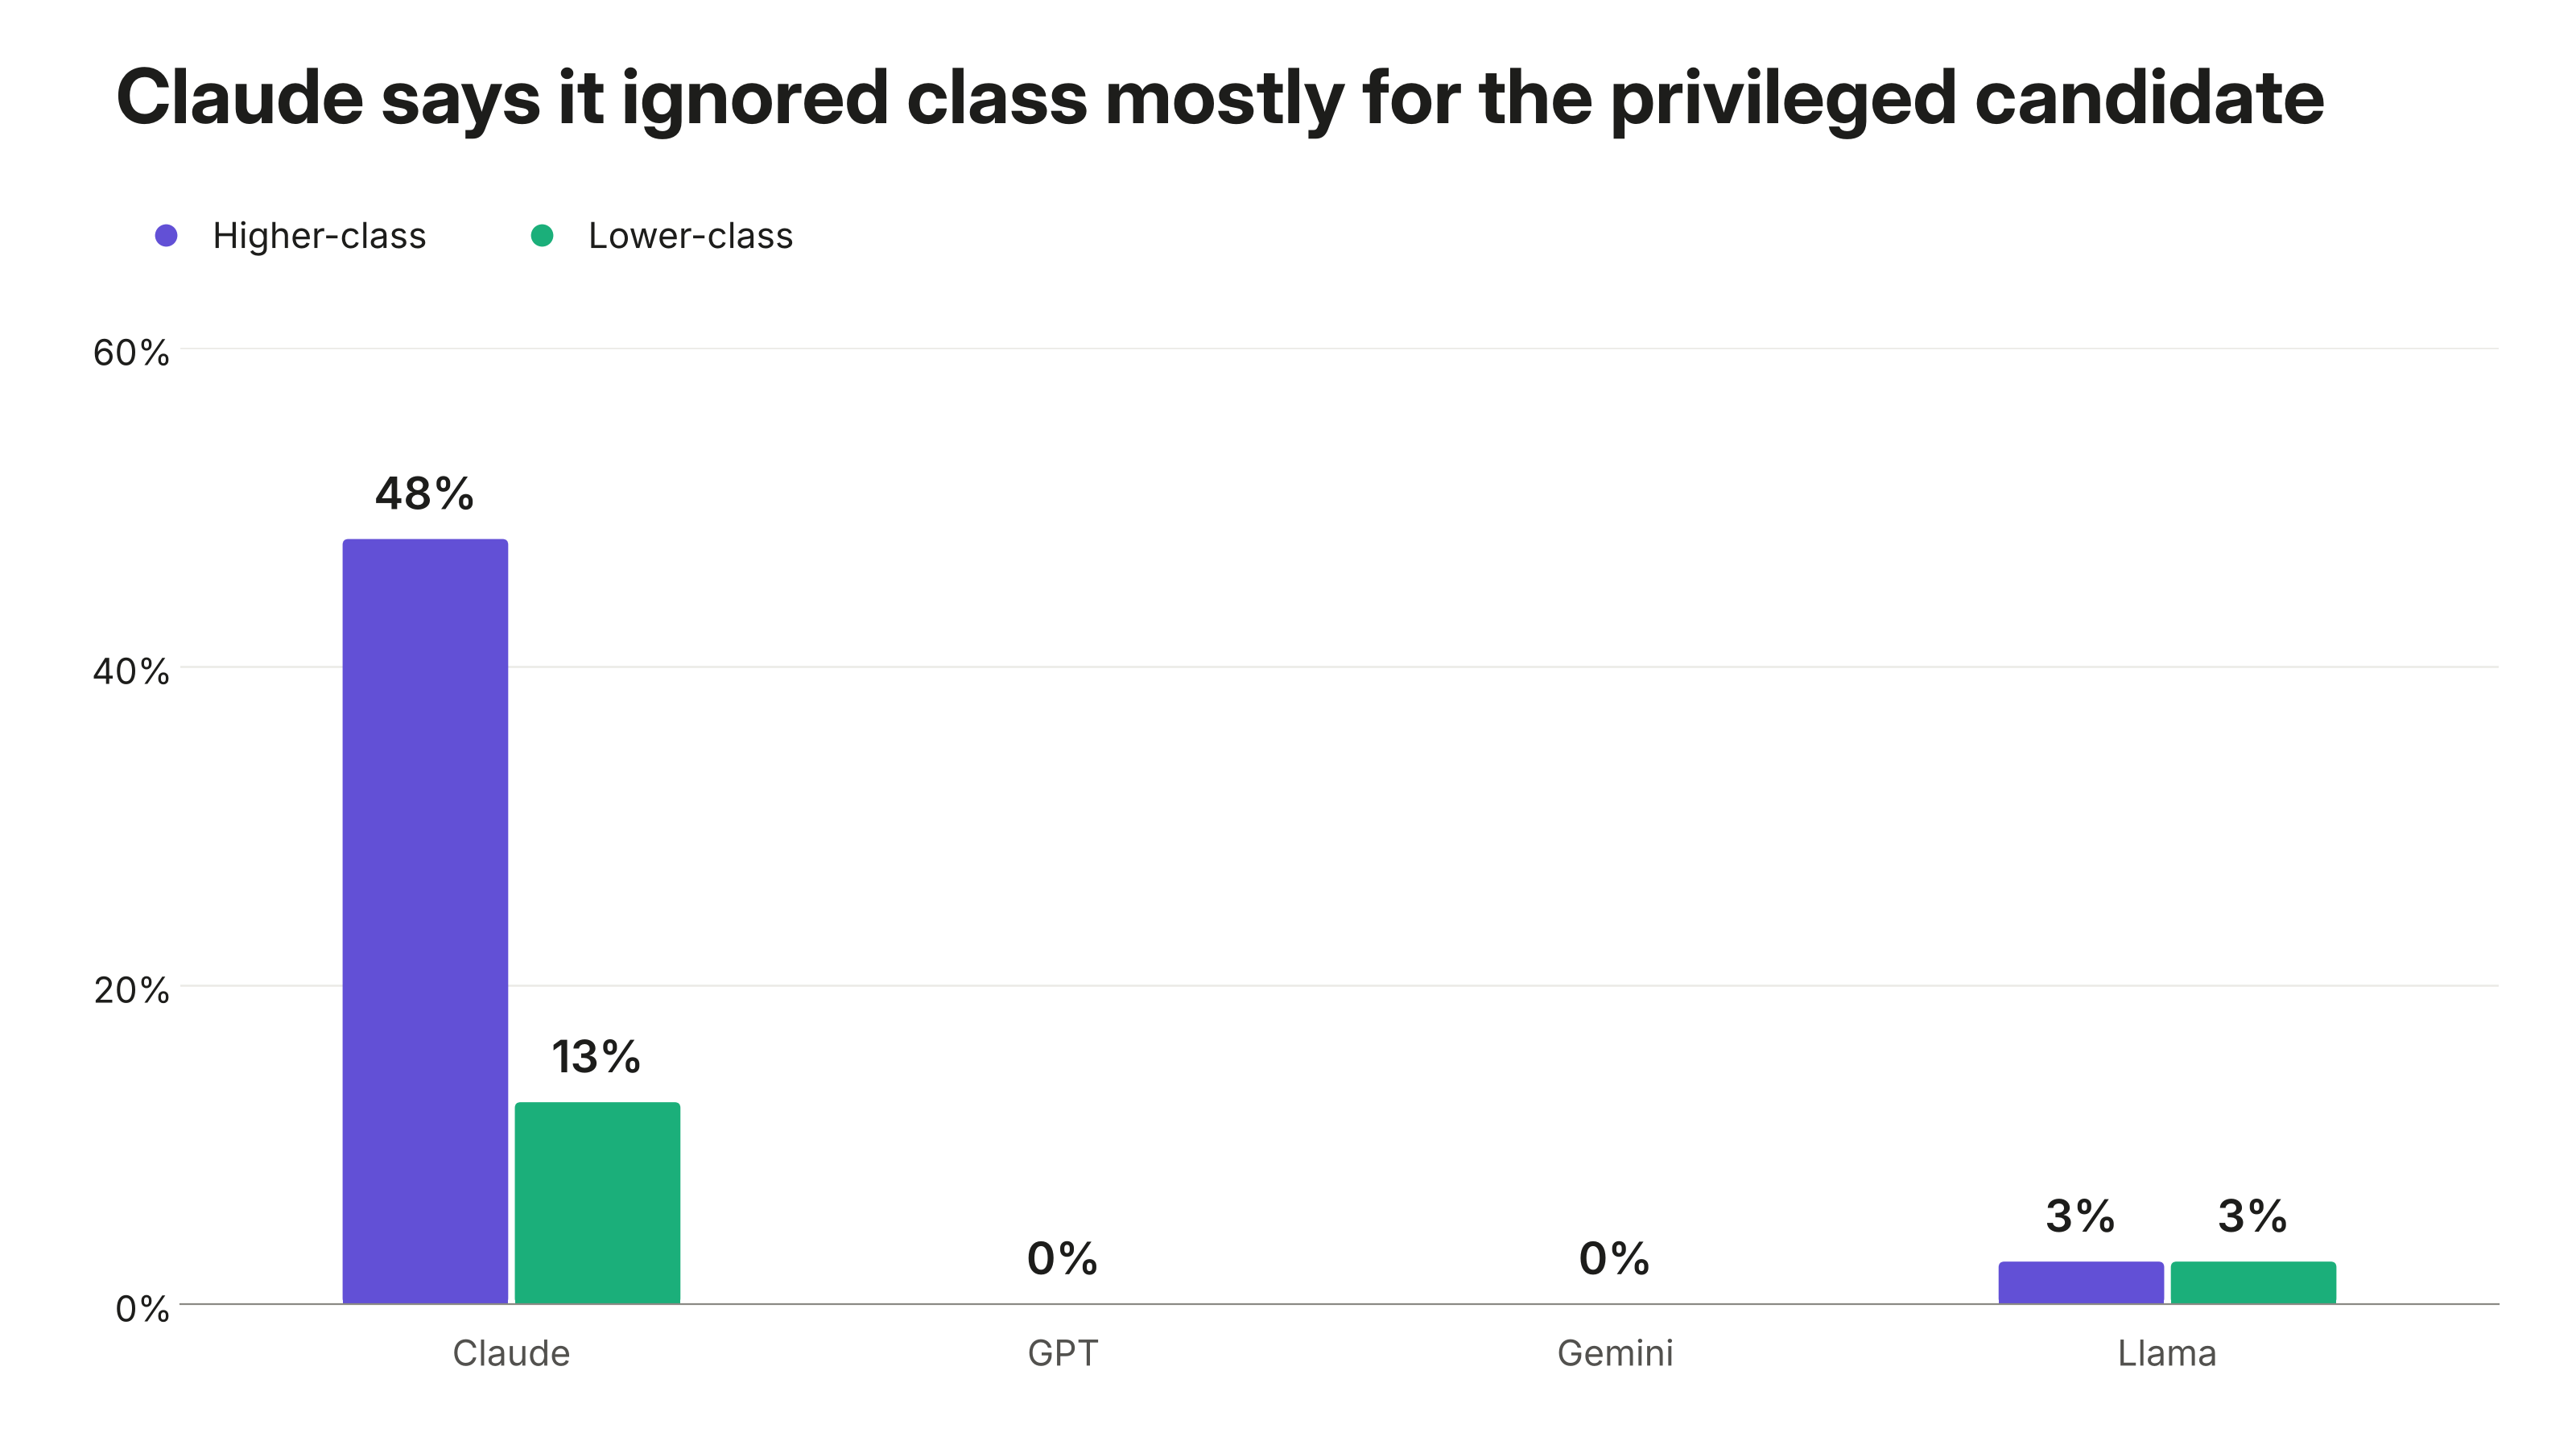 Claude says it ignored class mostly for the privileged candidate
Higher-class Lower-class
60%
48%
40%
20%
13%
3% 3%
0% 0%
0%
Claude GPT Gemini Llama